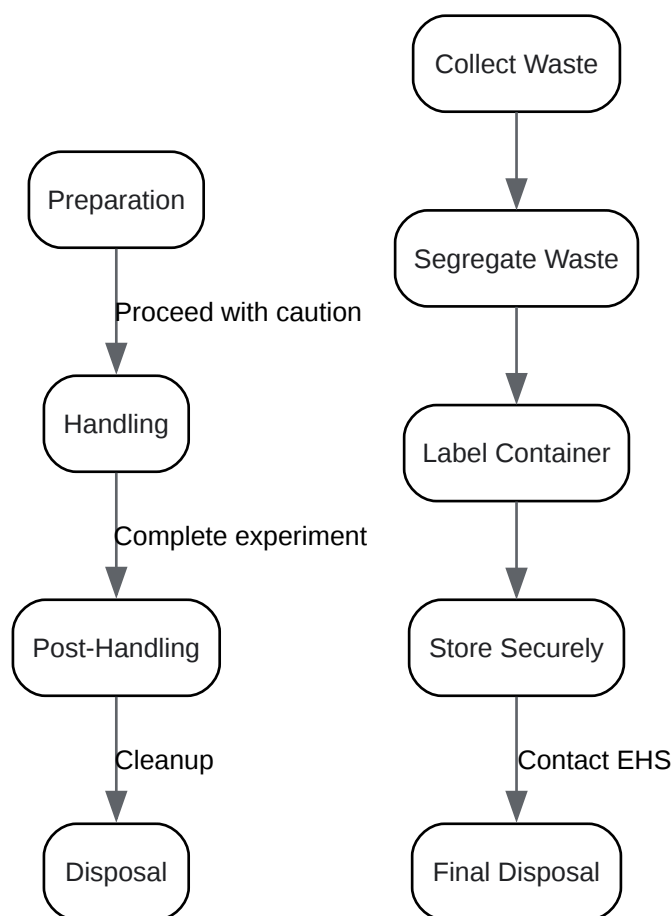 Preparation
Proceed with caution
Handling
Complete experiment
Post-Handling
Cleanup
Disposal
Collect Waste
Segregate Waste
Label Container
Store Securely
Contact EHS
Final Disposal